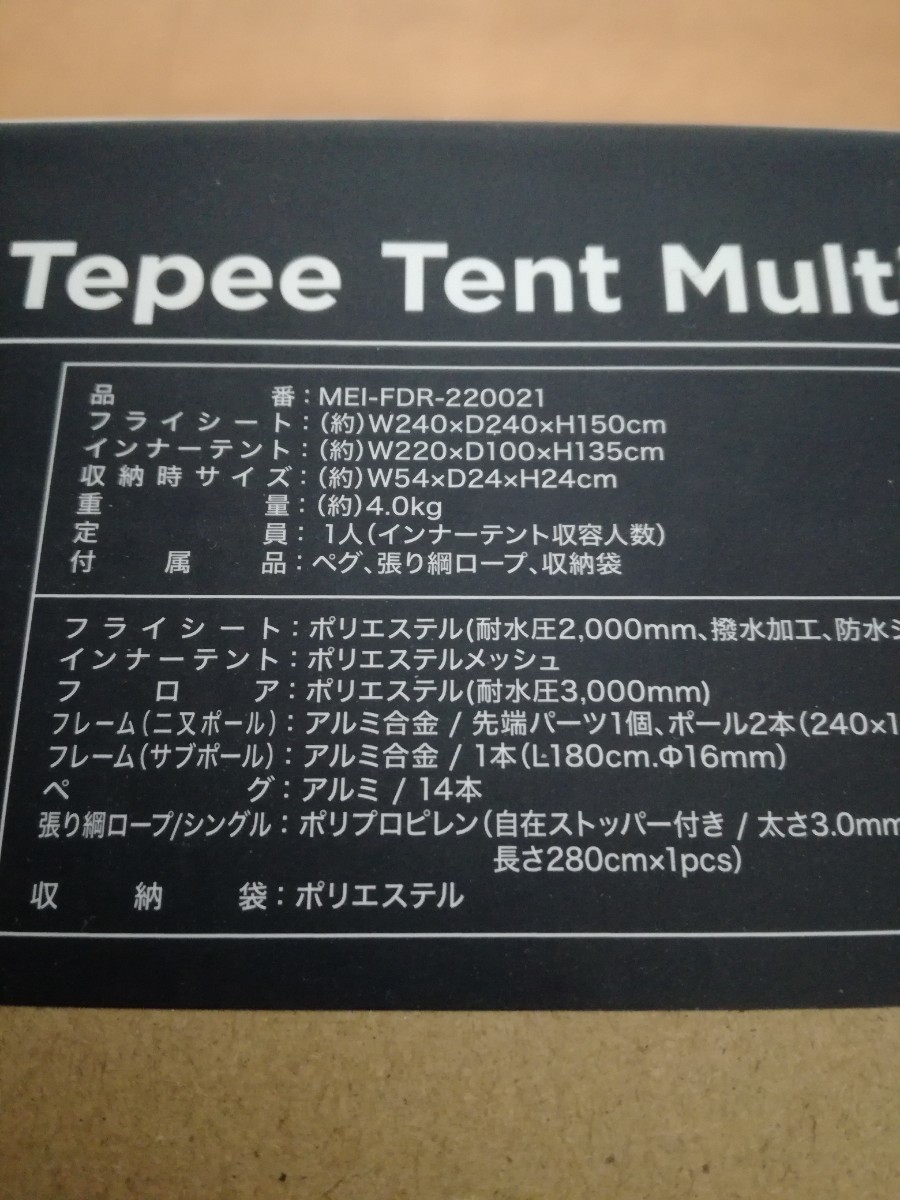 Tepee Tent Mult
品番：MEI-FDR-220021
フライシート：(約)W240×D240×H150cm
インナーテント：(約)W220×D100×H135cm
収納時サイズ：(約)W54×D24×H24cm
重量：(約)4.0kg
定員：1人(インナーテント収容人数)
付属品：ペグ、張り綱ロープ、収納袋
フライシート：ポリエステル(耐水圧2,000mm、撥水加工、防水シ
インナーテント：ポリエステルメッシュ
フロア：ポリエステル(耐水圧3,000mm)
フレーム(二又ポール)：アルミ合金 / 先端パーツ1個、ポール2本(240×1
フレーム(サブポール)：アルミ合金 / 1本(L180cm.Φ16mm)
ペグ：アルミ / 14本
張り綱ロープ/シングル：ポリプロピレン(自在ストッパー付き / 太さ3.0mm
長さ280cm×1pcs)
収納袋：ポリエステル